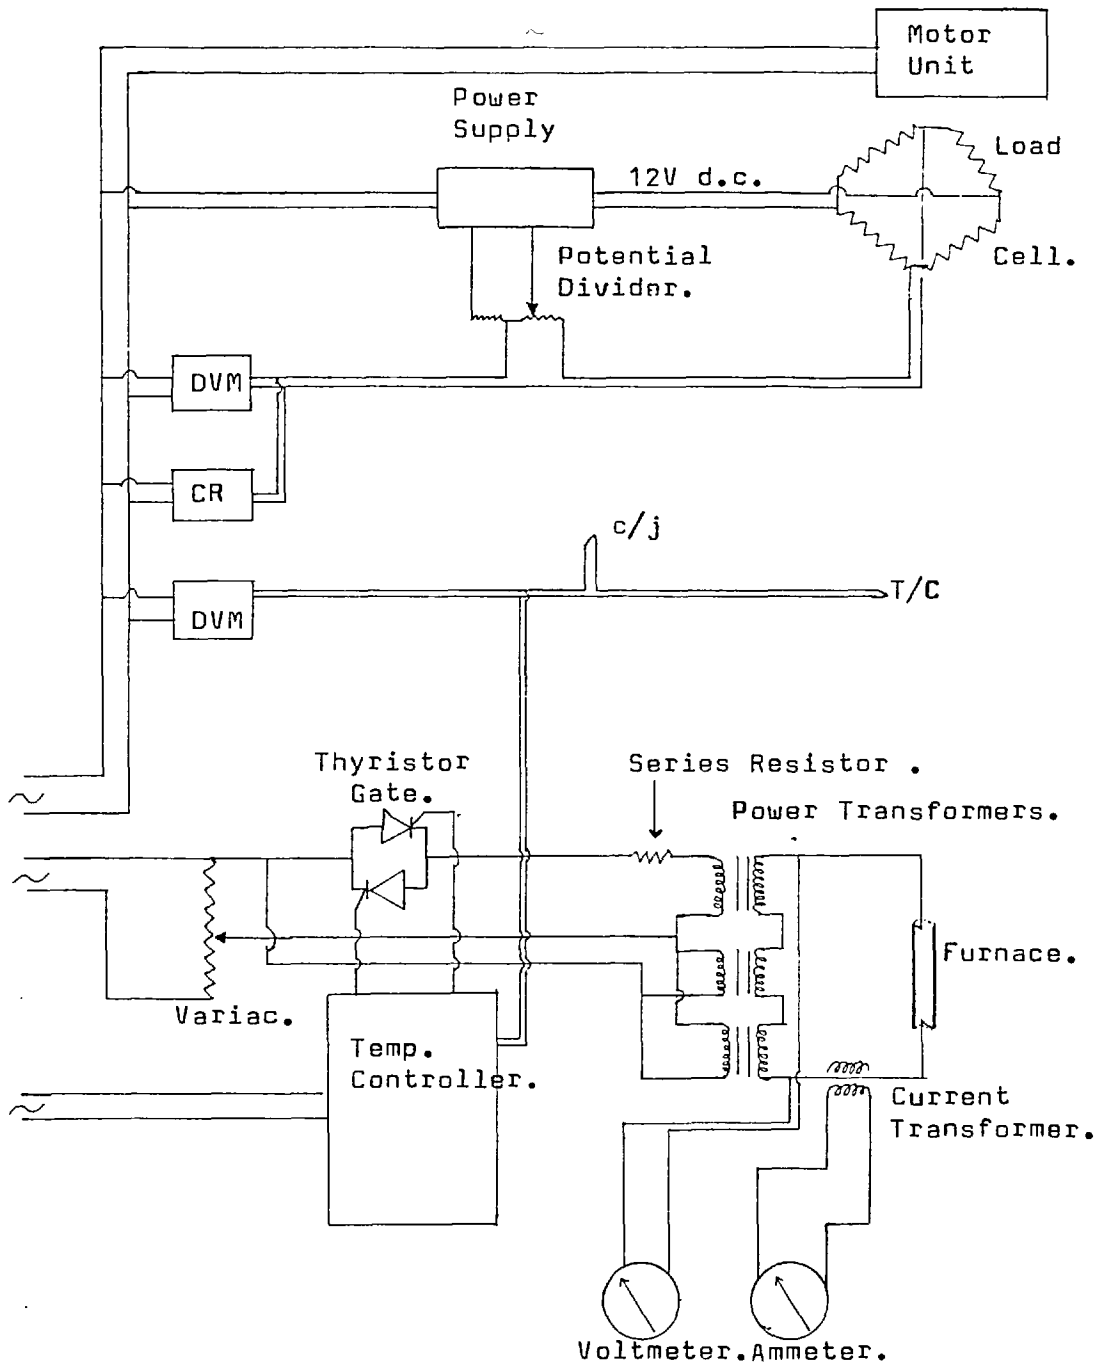 Motor
Unit
Power
Supply
12V d.c.
Load
Cell.
Potential
Divider.
DVM
CR
c/j
DVM
T/C
Thyristor
Gate.
Series Resistor .
Power Transformers.
Furnace.
Variac.
Temp.
Controller.
Current
Transformer.
Voltmeter.
Ammeter.